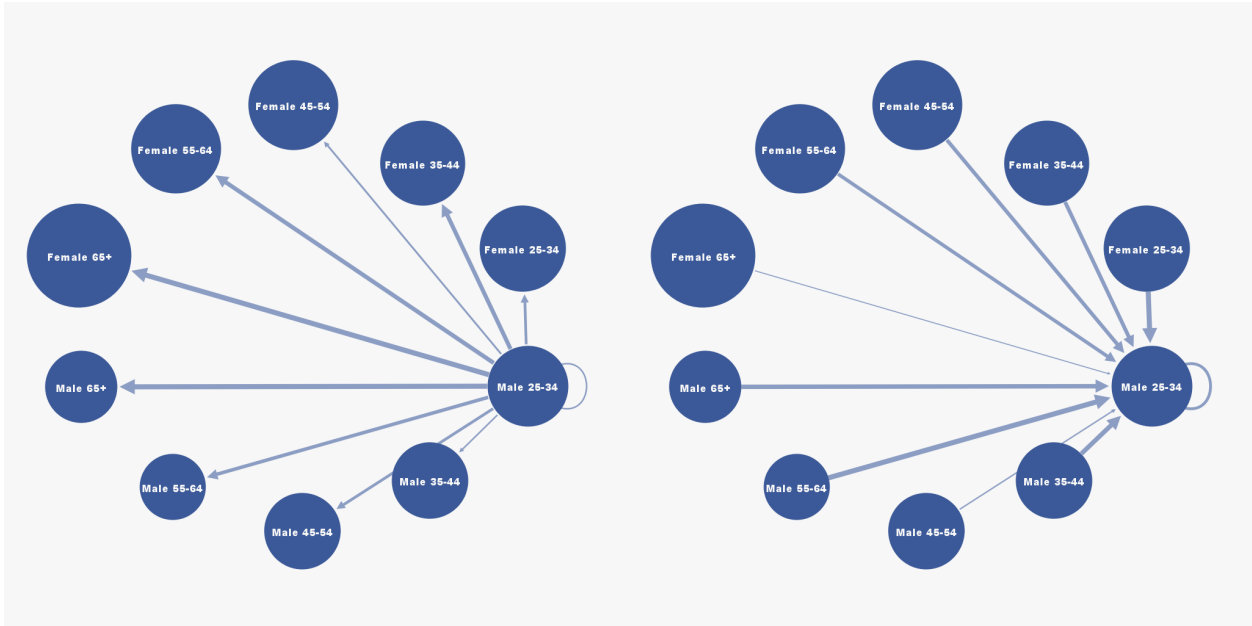 Female 45-54
Female 55-64
Female 35-44
Female 25-34
Female 65+
Male 65+
Male 25-34
Male 35-44
Male 55-64
Male 45-54
Female 45-54
Female 55-64
Female 35-44
Female 25-34
Female 65+
Male 65+
Male 25-34
Male 35-44
Male 55-64
Male 45-54